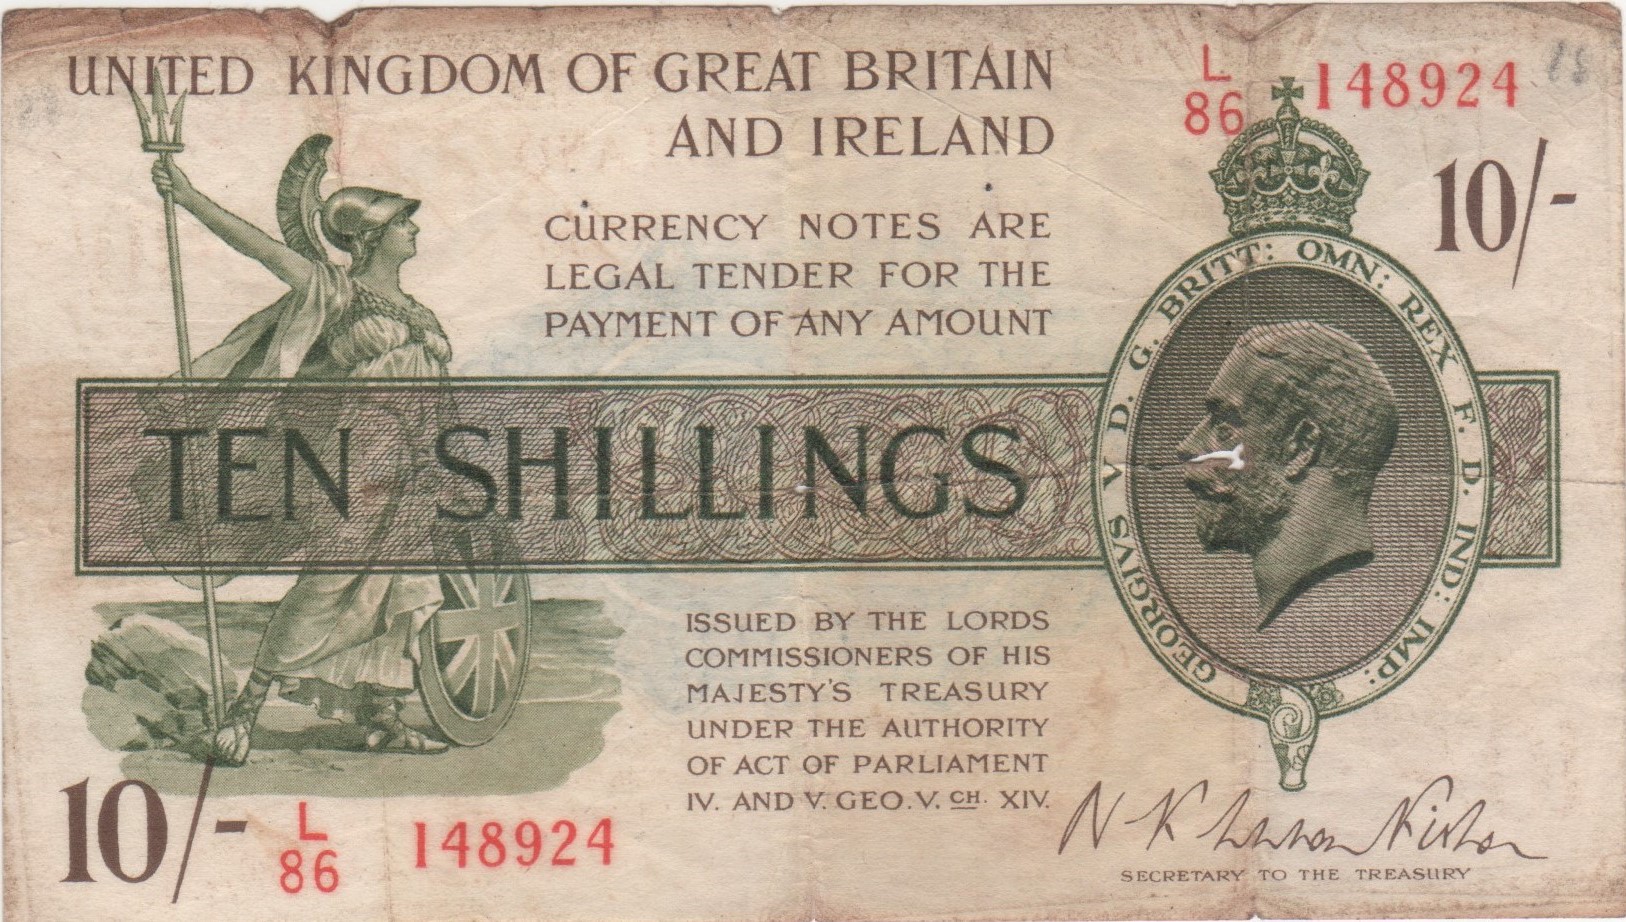 UNITED KINGDOM OF GREAT BRITAIN
AND IRELAND
L
86 148924
10/-
CURRENCY NOTES ARE
LEGAL TENDER FOR THE
PAYMENT OF ANY AMOUNT
GEORGIVS V D. G. BRITT: OMN: REX F. D. IND: IMP:
TEN SHILLINGS
ISSUED BY THE LORDS
COMMISSIONERS OF HIS
MAJESTY'S TREASURY
UNDER THE AUTHORITY
OF ACT OF PARLIAMENT
IV. AND V. GEO. V. CH. XIV.
10/-
L
86 148924
SECRETARY TO THE TREASURY